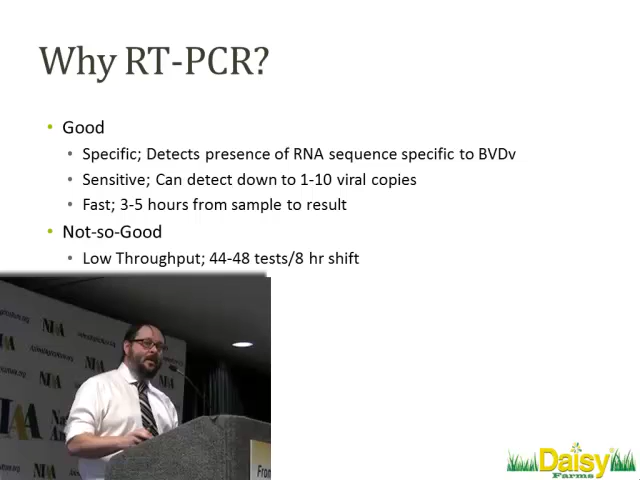 Why RT-PCR?
• Good
• Specific; Detects presence of RNA sequence specific to BVDv
• Sensitive; Can detect down to 1-10 viral copies
• Fast; 3-5 hours from sample to result
• Not-so-Good
• Low Throughput; 44-48 tests/8 hr shift
NIAA
NIAA
Daisy®
Farms